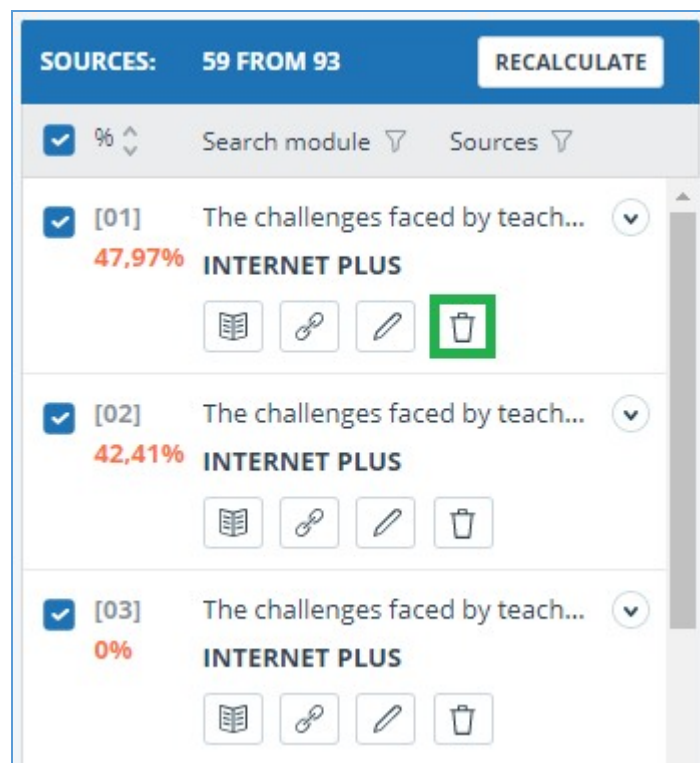 SOURCES: 59 FROM 93 RECALCULATE
% Search module Sources
[01] The challenges faced by teach...
47,97% INTERNET PLUS
[02] The challenges faced by teach...
42,41% INTERNET PLUS
[03] The challenges faced by teach...
0% INTERNET PLUS